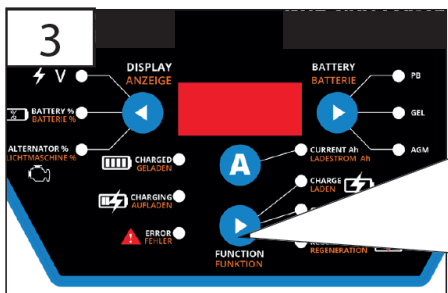 3
V
DISPLAY
ANZEIGE
BATTERY
BATTERIE
PB
BATTERY %
BATTERIE %
GEL
ALTERNATOR %
LICHTMASCHINE %
CHARGED
GELADEN
A
CURRENT Ah
LADESTROM Ah
AGM
CHARGE
LADEN
CHARGING
AUFLADEN
ERROR
FEHLER
FUNCTION
FUNKTION
REGENERATION